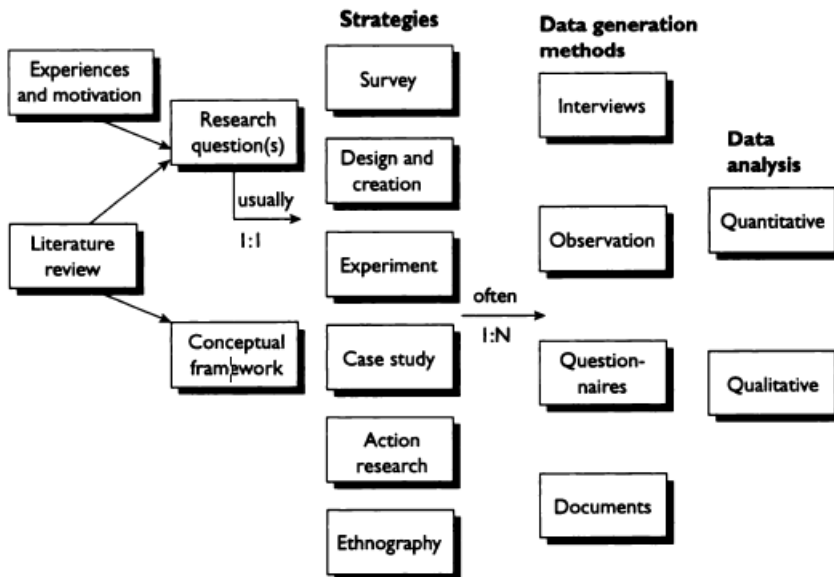 Strategies
Data generation
methods
Data
analysis
Experiences
and motivation
Research
question(s)
usually
1:1
Literature
review
Conceptual
framework
Survey
Design and
creation
Experiment
Case study
Action
research
Ethnography
often
1:N
Interviews
Observation
Question-
naires
Documents
Quantitative
Qualitative